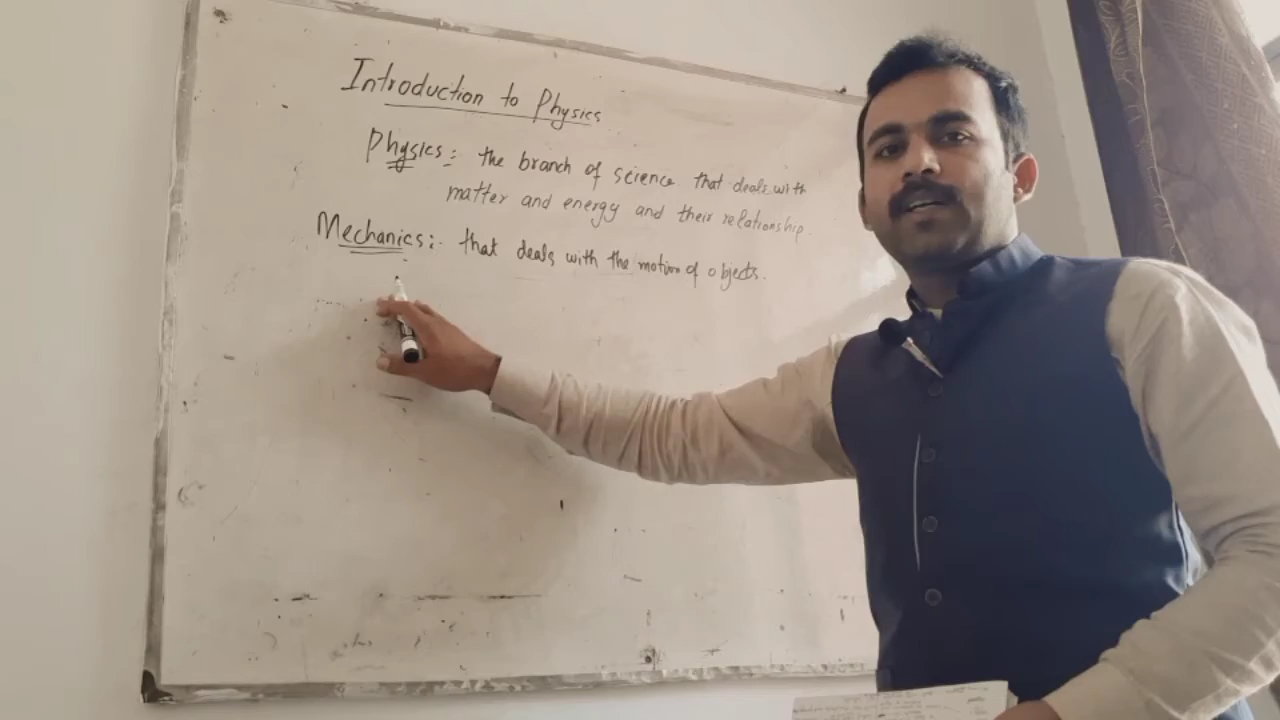 Introduction to Physics
Physics: the branch of science that deals with
matter and energy and their relationship.
Mechanics:. that deals with the motion of objects.